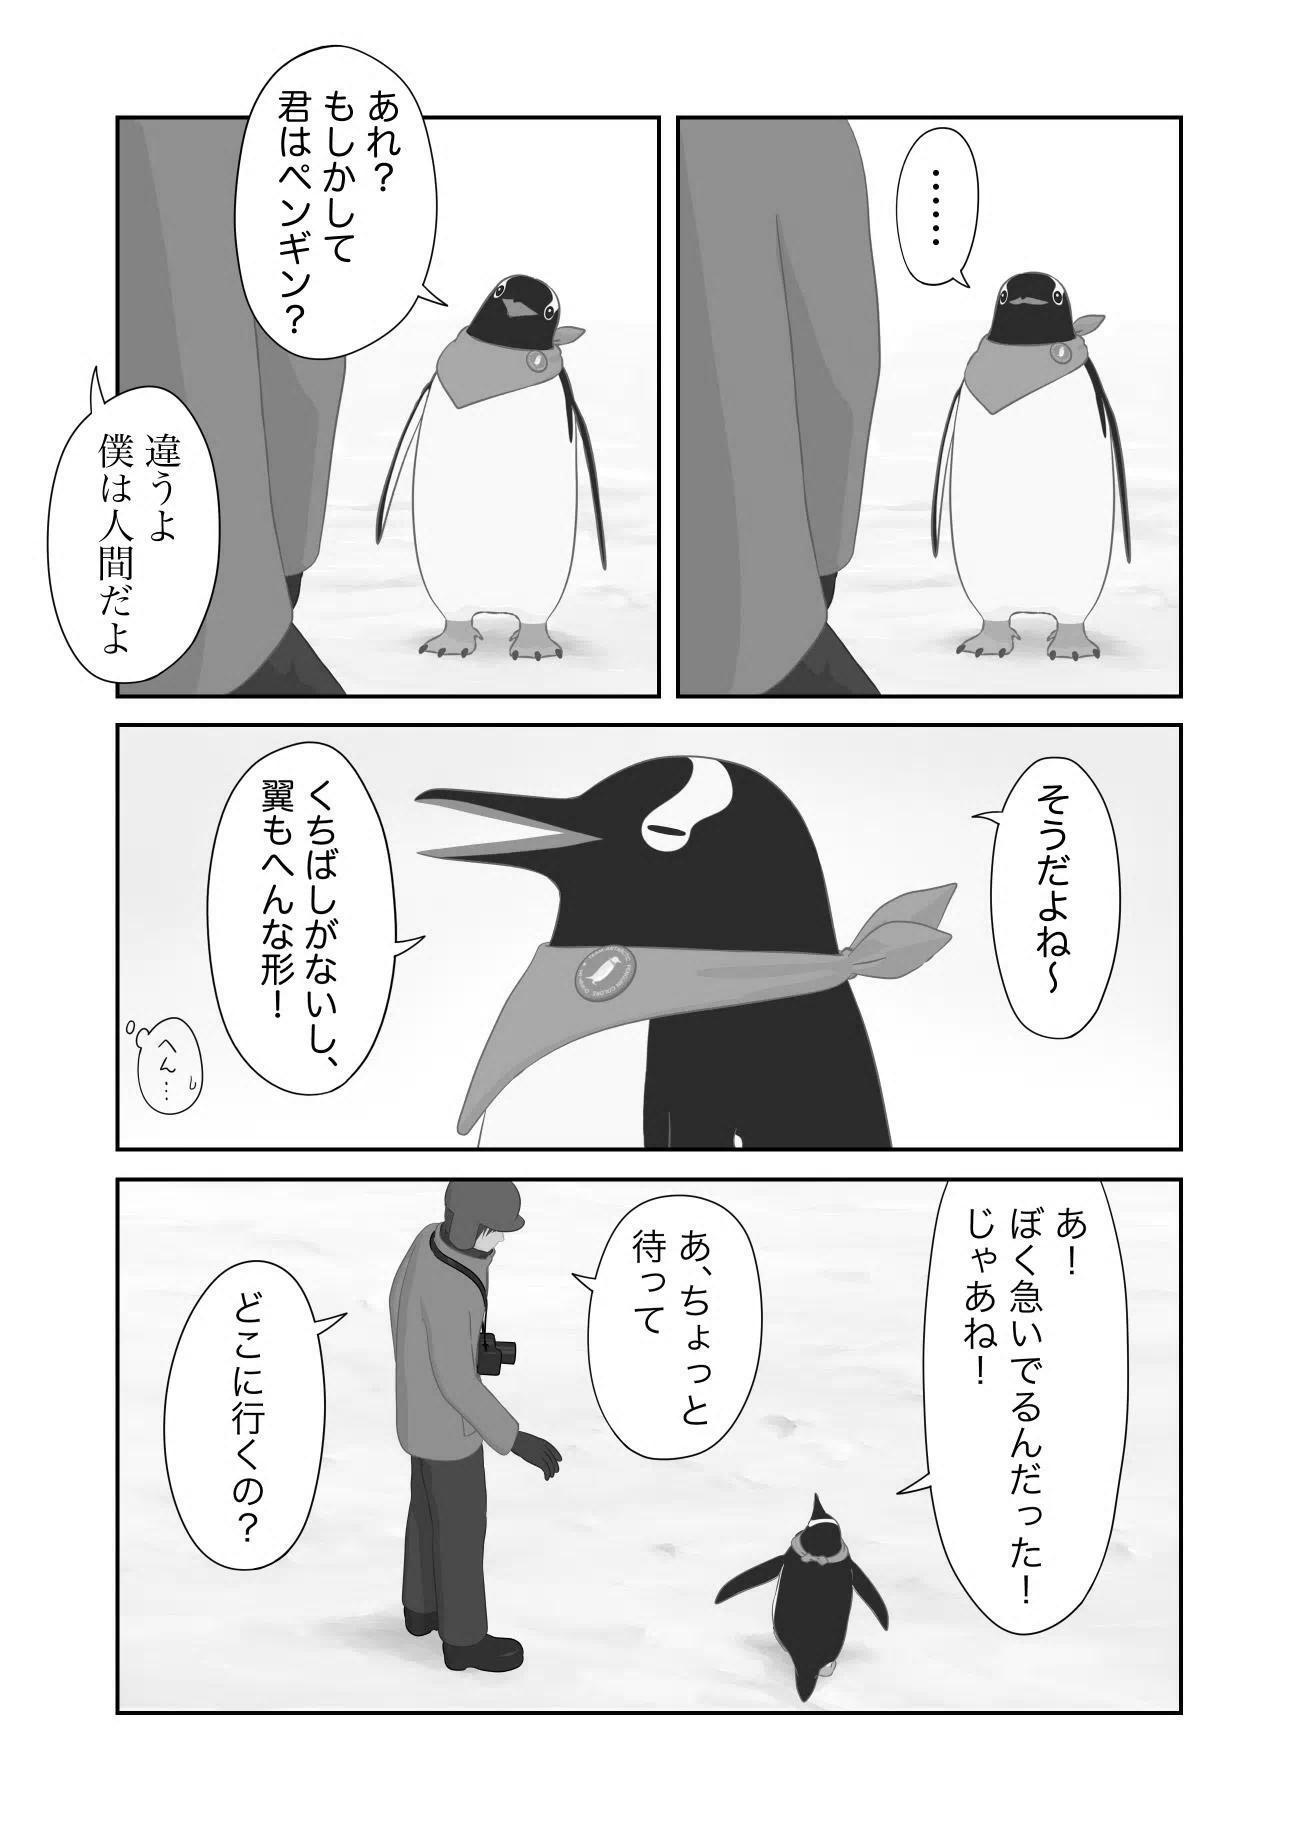 ……
あれ？
もしかして
君はペンギン？
違うよ
僕は人間だよ
そうだよね〜
くちばしがないし、
翼もへんな形！
へん…
あ！
ぼく急いでるんだった！
じゃあね！
あ、ちょっと
待って
どこに行くの？